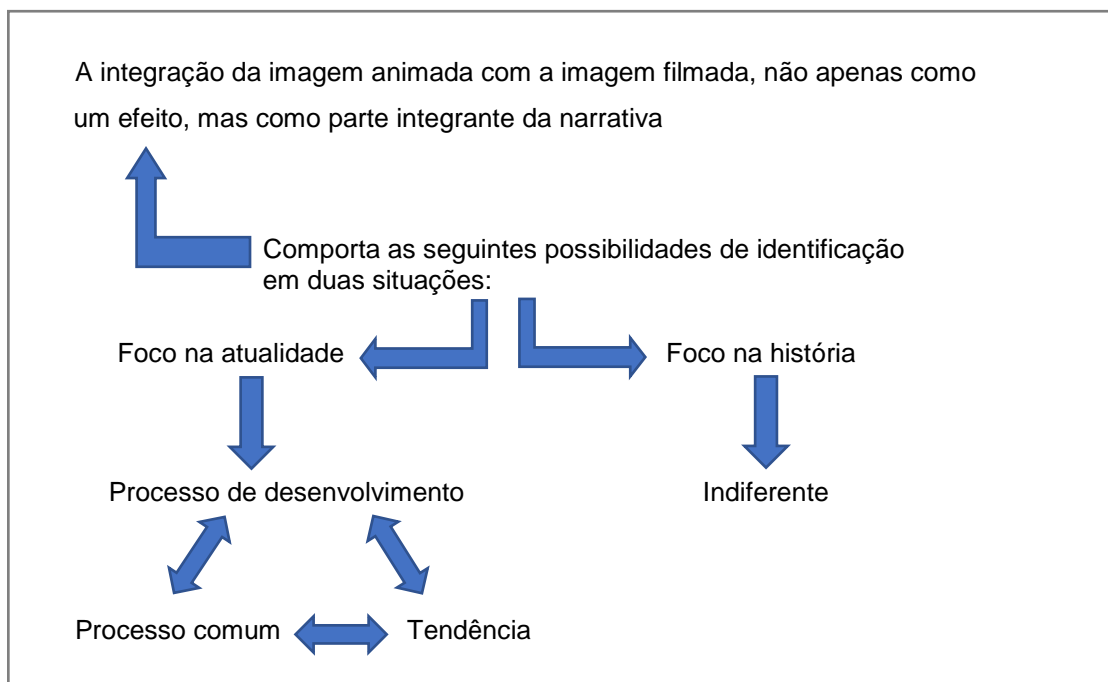 A integração da imagem animada com a imagem filmada, não apenas como
um efeito, mas como parte integrante da narrativa
Comporta as seguintes possibilidades de identificação
em duas situações:
Foco na atualidade
Foco na história
Processo de desenvolvimento
Indiferente
Processo comum
Tendência